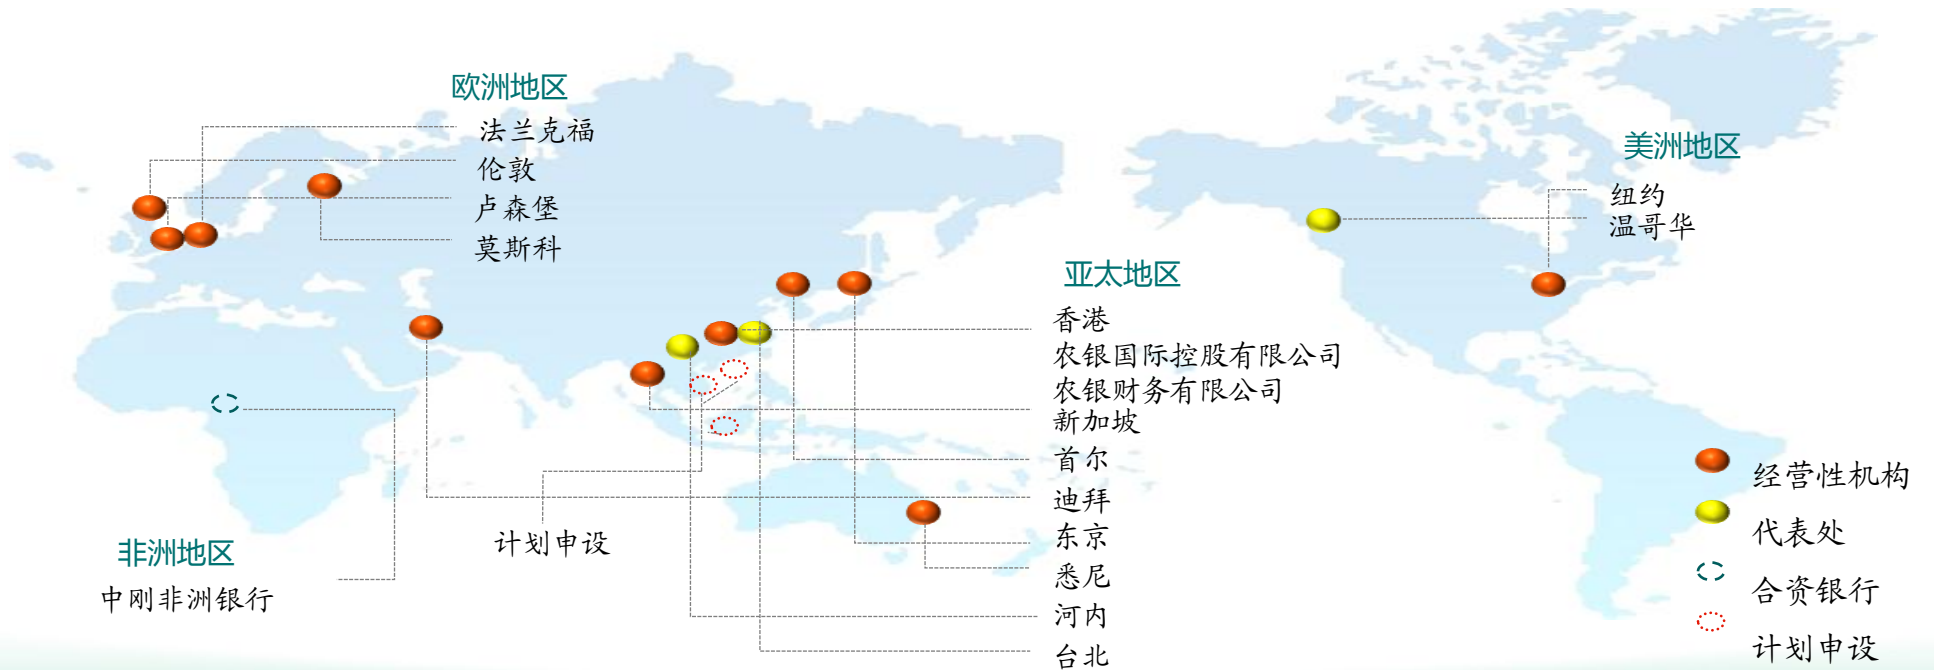 欧洲地区
法兰克福
伦敦
卢森堡
莫斯科
美洲地区
纽约
温哥华
亚太地区
香港
农银国际控股有限公司
农银财务有限公司
新加坡
首尔
迪拜
东京
悉尼
河内
台北
计划申设
非洲地区
中刚非洲银行
经营性机构
代表处
合资银行
计划申设